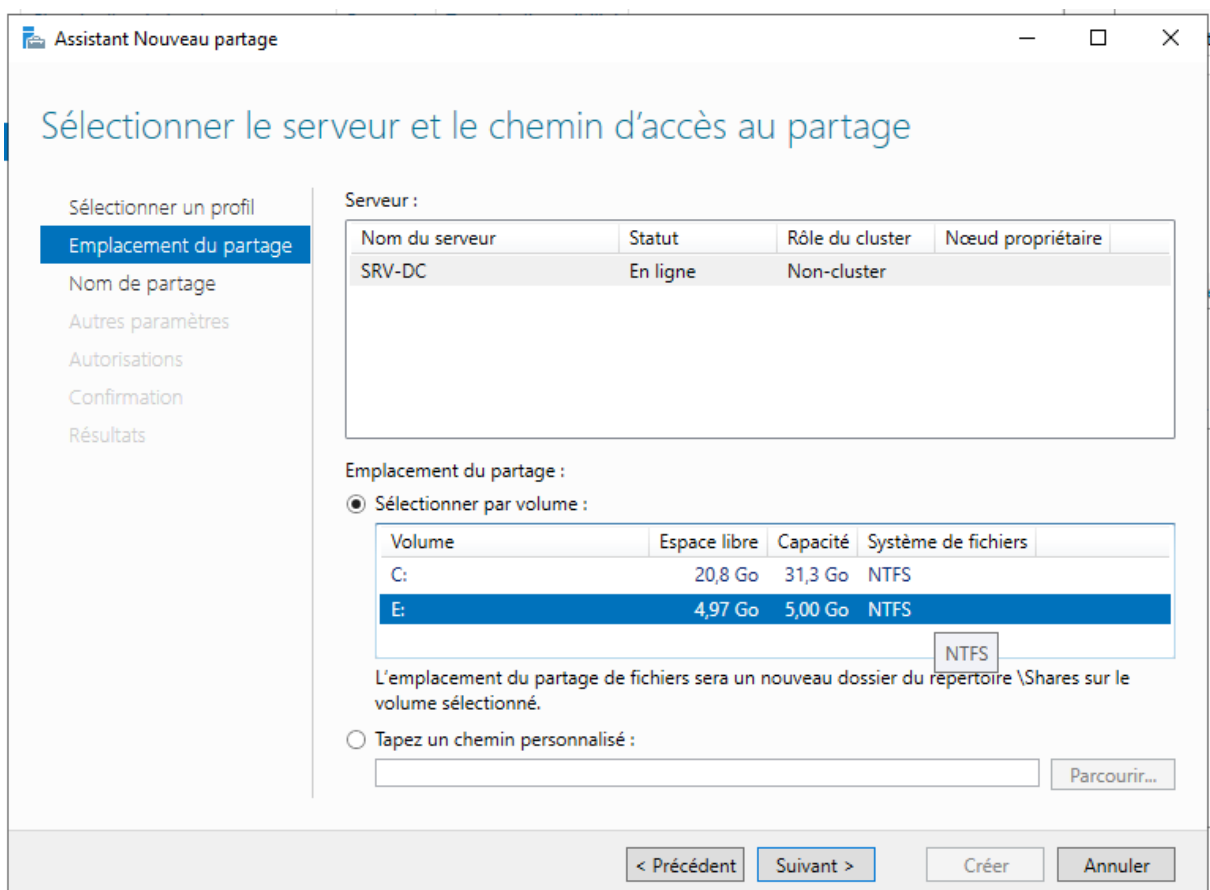 Assistant Nouveau partage
Sélectionner le serveur et le chemin d'accès au partage
Sélectionner un profil
Emplacement du partage
Nom de partage
Autres paramètres
Autorisations
Confirmation
Résultats
Serveur :
Nom du serveur Statut Rôle du cluster Nœud propriétaire
SRV-DC En ligne Non-cluster
Emplacement du partage :
Sélectionner par volume :
Volume Espace libre Capacité Système de fichiers
C: 20,8 Go 31,3 Go NTFS
E: 4,97 Go 5,00 Go NTFS
NTFS
L'emplacement du partage de fichiers sera un nouveau dossier du répertoire \Shares sur le
volume sélectionné.
Tapez un chemin personnalisé :
Parcourir...
< Précédent Suivant > Créer Annuler